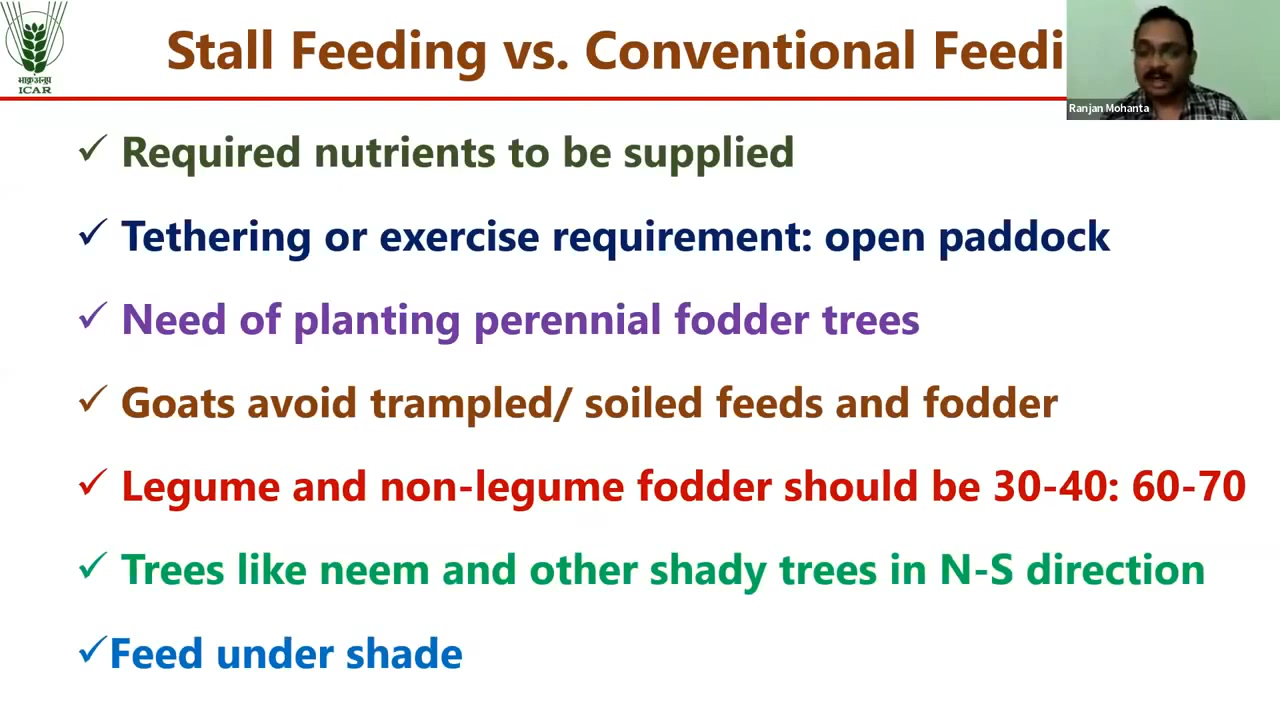 Stall Feeding vs. Conventional Feedi
Ranjan Mohanta
भाकृअनुप
ICAR
✓ Required nutrients to be supplied
✓ Tethering or exercise requirement: open paddock
✓ Need of planting perennial fodder trees
✓ Goats avoid trampled/ soiled feeds and fodder
✓ Legume and non-legume fodder should be 30-40: 60-70
✓ Trees like neem and other shady trees in N-S direction
✓Feed under shade